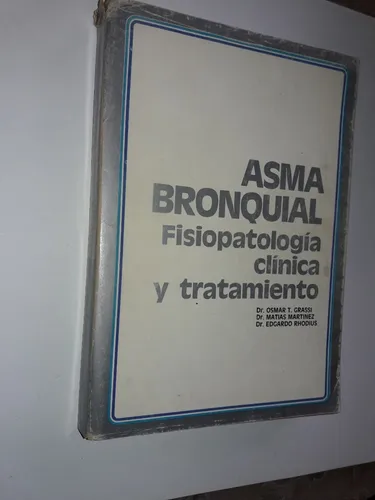 ASMA
BRONQUIAL
Fisiopatología
clínica
y tratamiento
Dr. OSMAR T. GRASSI
Dr. MATIAS MARTINEZ
Dr. EDGARDO RHODIUS